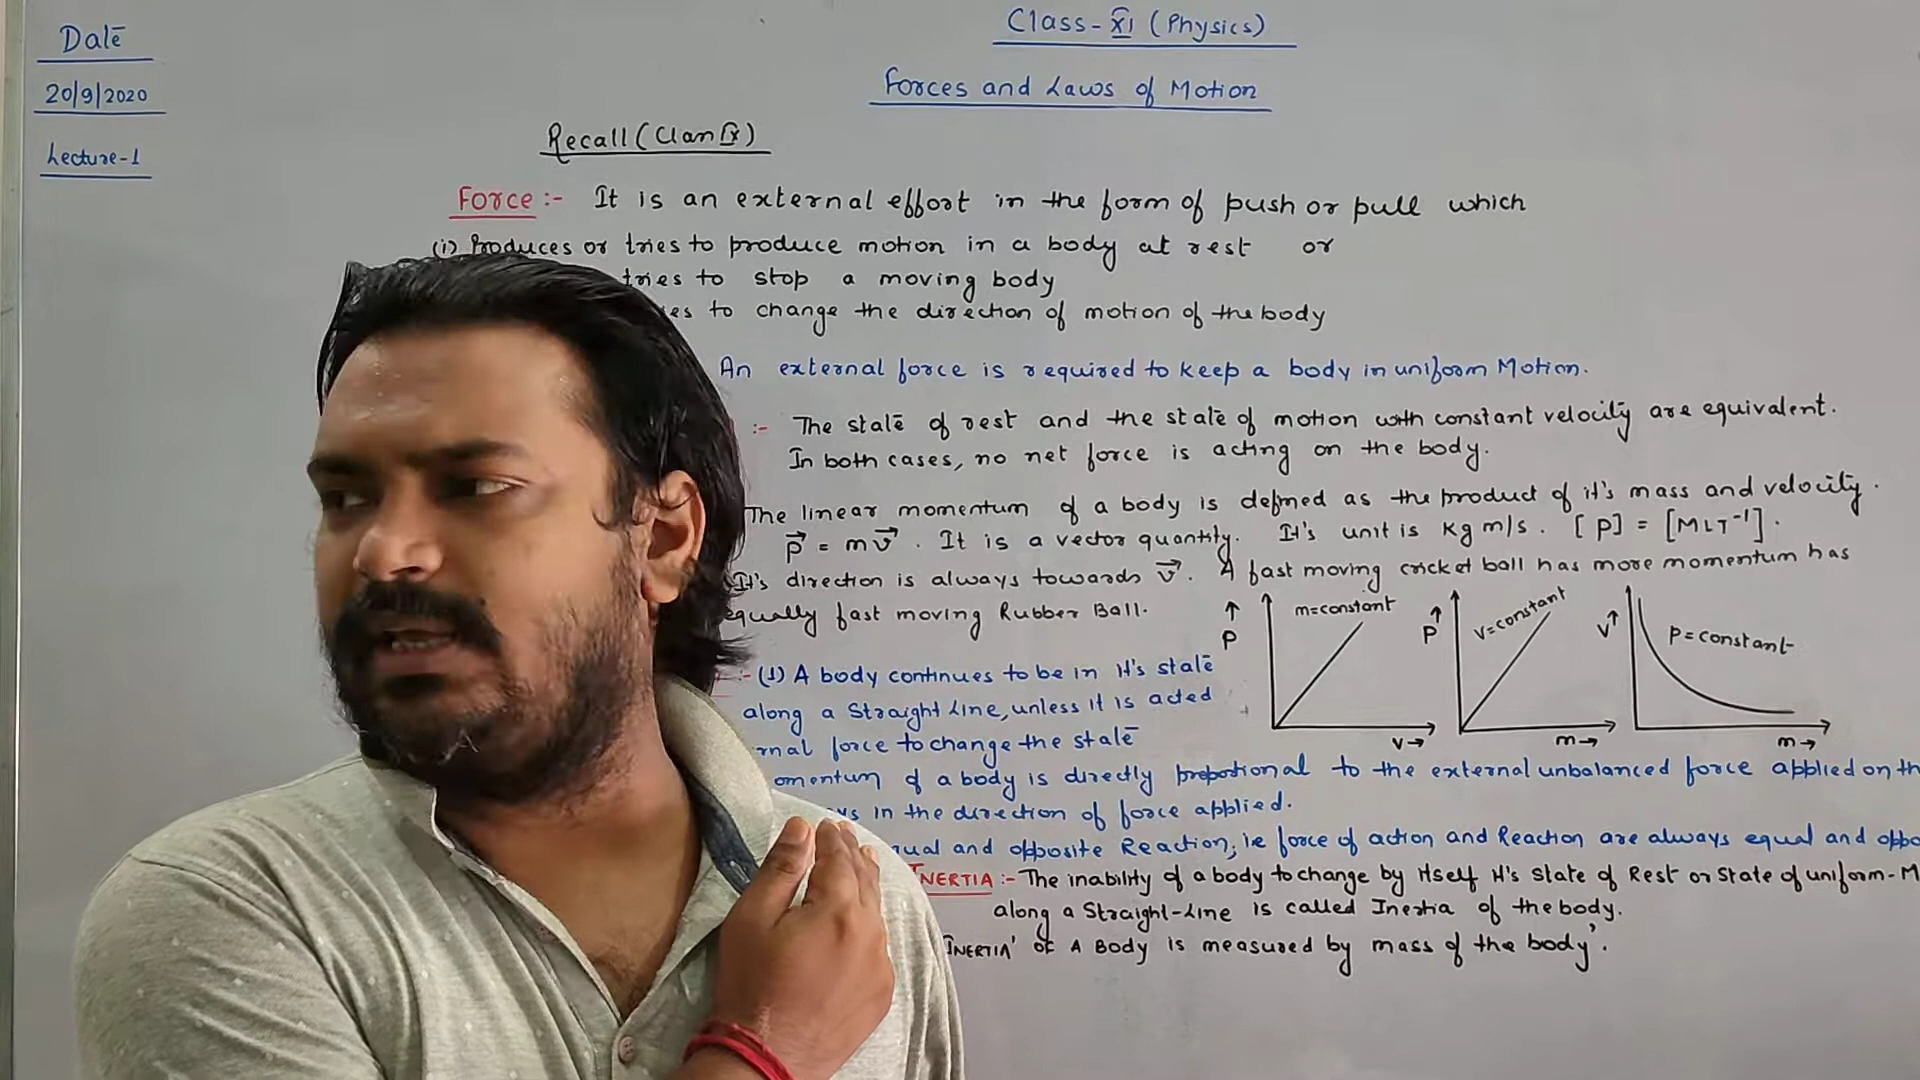 Date
20/9/2020
Lecture-1
Class-XI (Physics)
Forces and Laws of Motion
Recall (Class IX)
Force :- It is an external effort in the form of push or pull which
(i) Produces or tries to produce motion in a body at rest or
tries to stop a moving body
to change the direction of motion of the body
An external force is required to keep a body in uniform Motion.
:- The state of rest and the state of motion with constant velocity are equivalent.
In both cases, no net force is acting on the body.
The linear momentum of a body is defined as the product of it's mass and velocity.
p⃗ = mv⃗. It is a vector quantity. It's unit is Kg m/s. [P] = [MLT⁻¹].
It's direction is always towards v⃗. A fast moving cricket ball has more momentum has
equally fast moving Rubber Ball.
P ↑ m=constant v→
P ↑ v=constant m→
v↑ P=constant m→
:- (1) A body continues to be in it's state
along a Straight Line, unless it is acted
force to change the state
of a body is directly propotional to the external unbalanced force applied on
in the direction of force applied.
and opposite Reaction, ie force of action and Reaction are always equal and
INERTIA :- The inability of a body to change by itself it's state of Rest or State of uniform-
along a Straight-Line is called Inertia of the body.
INERTIA' of A Body is measured by mass of the body'.